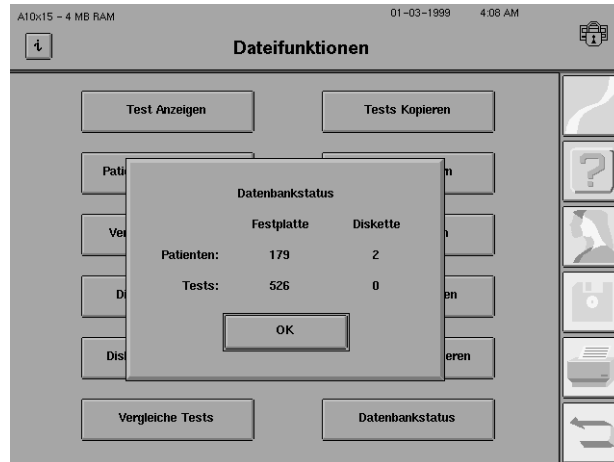 A10x15 – 4 MB RAM
01–03–1999 4:08 AM
i
Dateifunktionen
Test Anzeigen
Tests Kopieren
Datenbankstatus
Festplatte Diskette
Patienten: 179 2
Tests: 526 0
OK
Vergleiche Tests
Datenbankstatus